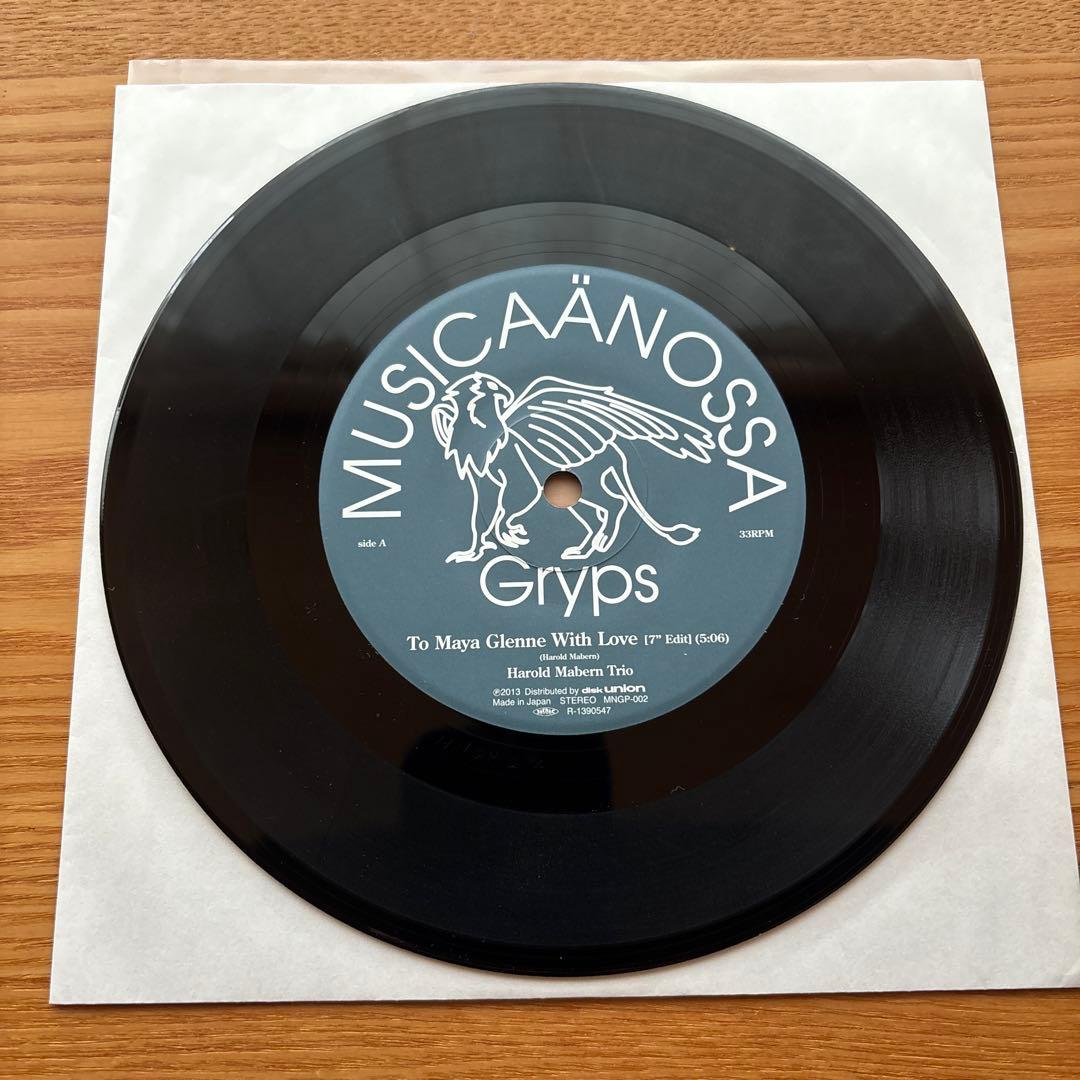 MUSICAÄNOSSA
side A
33RPM
Gryps
To Maya Glenne With Love [7” Edit] (5:06)
(Harold Mabern)
Harold Mabern Trio
℗2013 Distributed by disk union
Made in Japan STEREO MNGP-002
R-1390547